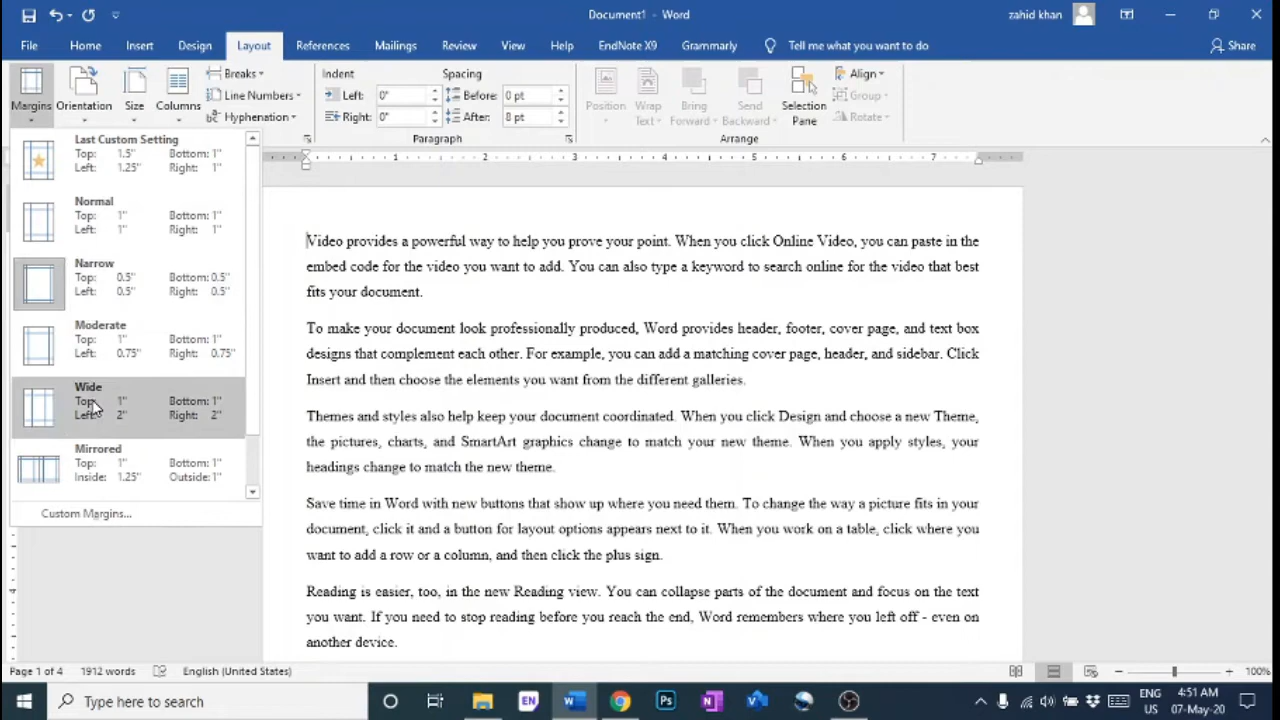 Document1 - Word
zahid khan
File Home Insert Design Layout References Mailings Review View Help EndNote X9 Grammarly Tell me what you want to do Share
Margins Orientation Size Columns
Breaks
Line Numbers
Hyphenation
Indent
Left: 0"
Right: 0"
Spacing
Before: 0 pt
After: 8 pt
Paragraph
Position
Wrap Text
Bring Forward
Send Backward
Selection Pane
Align
Group
Rotate
Arrange
Last Custom Setting
Top: 1.5" Bottom: 1"
Left: 1.25" Right: 1"
Normal
Top: 1" Bottom: 1"
Left: 1" Right: 1"
Narrow
Top: 0.5" Bottom: 0.5"
Left: 0.5" Right: 0.5"
Moderate
Top: 1" Bottom: 1"
Left: 0.75" Right: 0.75"
Wide
Top: 1" Bottom: 1"
Left: 2" Right: 2"
Mirrored
Top: 1" Bottom: 1"
Inside: 1.25" Outside: 1"
Custom Margins...
1 2 3 4 5 6 7
4
Video provides a powerful way to help you prove your point. When you click Online Video, you can paste in the
embed code for the video you want to add. You can also type a keyword to search online for the video that best
fits your document.
To make your document look professionally produced, Word provides header, footer, cover page, and text box
designs that complement each other. For example, you can add a matching cover page, header, and sidebar. Click
Insert and then choose the elements you want from the different galleries.
Themes and styles also help keep your document coordinated. When you click Design and choose a new Theme,
the pictures, charts, and SmartArt graphics change to match your new theme. When you apply styles, your
headings change to match the new theme.
Save time in Word with new buttons that show up where you need them. To change the way a picture fits in your
document, click it and a button for layout options appears next to it. When you work on a table, click where you
want to add a row or a column, and then click the plus sign.
Reading is easier, too, in the new Reading view. You can collapse parts of the document and focus on the text
you want. If you need to stop reading before you reach the end, Word remembers where you left off - even on
another device.
Page 1 of 4 1912 words English (United States) 100%
Type here to search
EN
Ps
ENG
US
4:51 AM
07-May-20